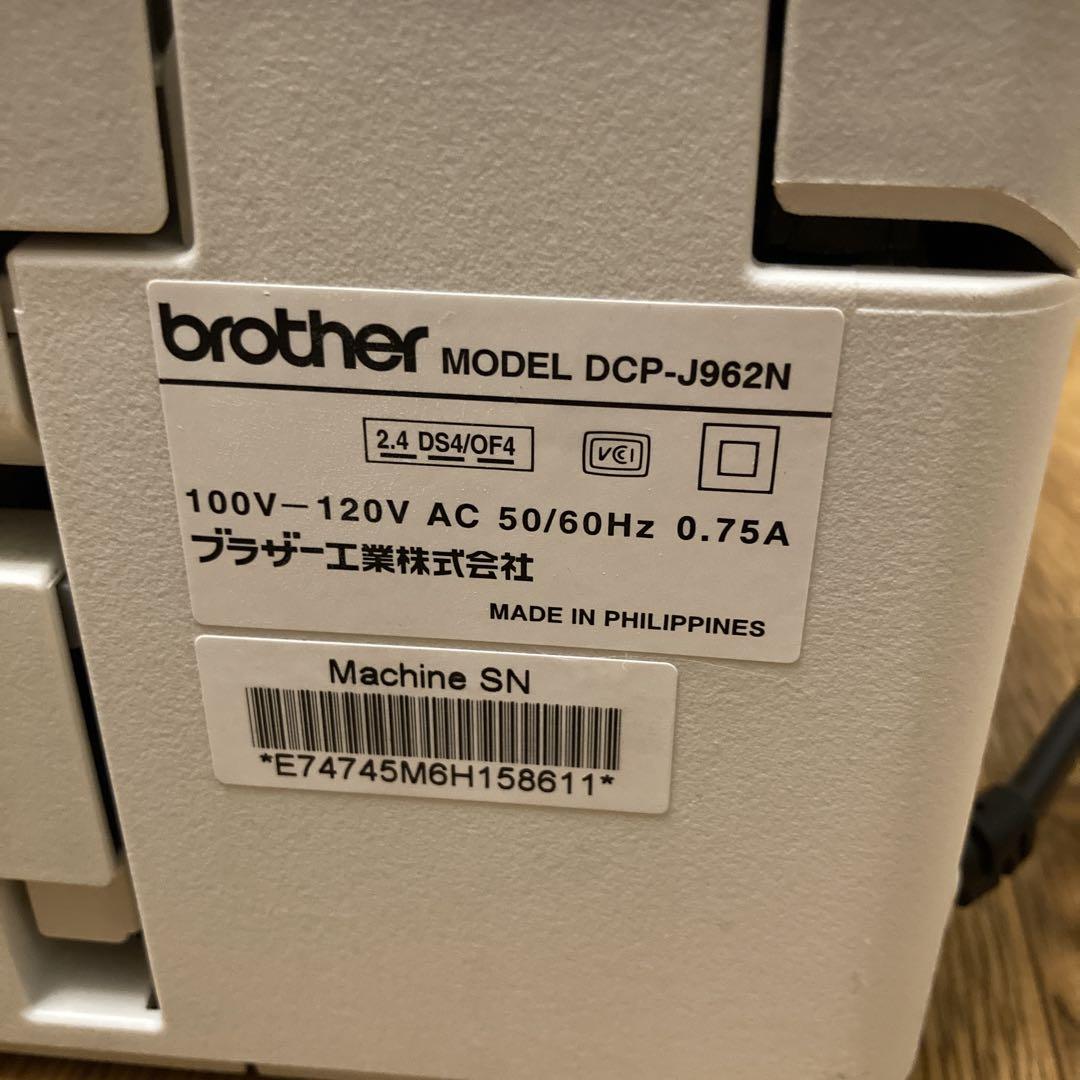 brother MODEL DCP-J962N
2.4 DS4/OF4
VCI
100V－120V AC 50/60Hz 0.75A
ブラザー工業株式会社
MADE IN PHILIPPINES
Machine SN
*E74745M6H158611*